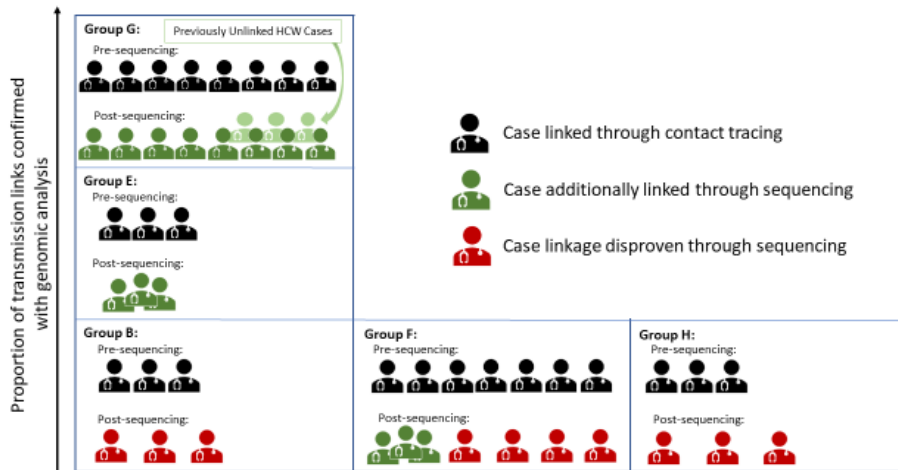 Proportion of transmission links confirmed
with genomic analysis
Group G:
Previously Unlinked HCW Cases
Pre-sequencing:
Post-sequencing:
Group E:
Pre-sequencing:
Post-sequencing:
Group B:
Pre-sequencing:
Post-sequencing:
Group F:
Pre-sequencing:
Post-sequencing:
Group H:
Pre-sequencing:
Post-sequencing:
Case linked through contact tracing
Case additionally linked through sequencing
Case linkage disproven through sequencing